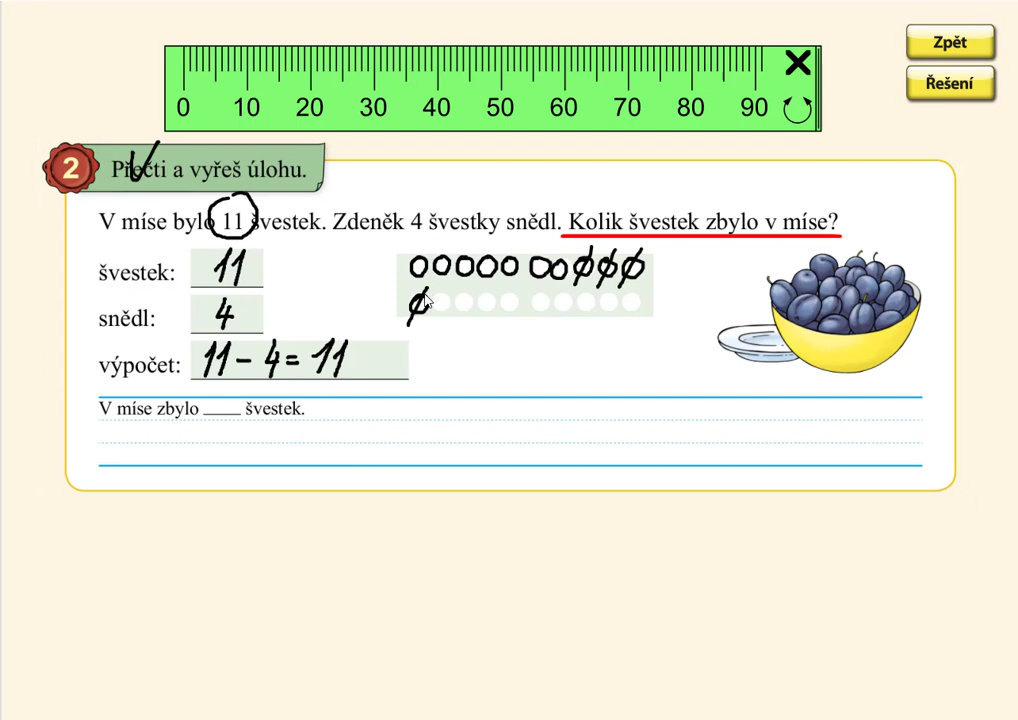 Zpět
Řešení
0 10 20 30 40 50 60 70 80 90
2 Přečti a vyřeš úlohu.
V míse bylo 11 švestek. Zdeněk 4 švestky snědl. Kolik švestek zbylo v míse?
švestek: 11
snědl: 4
výpočet: 11 - 4 = 11
V míse zbylo ____ švestek.